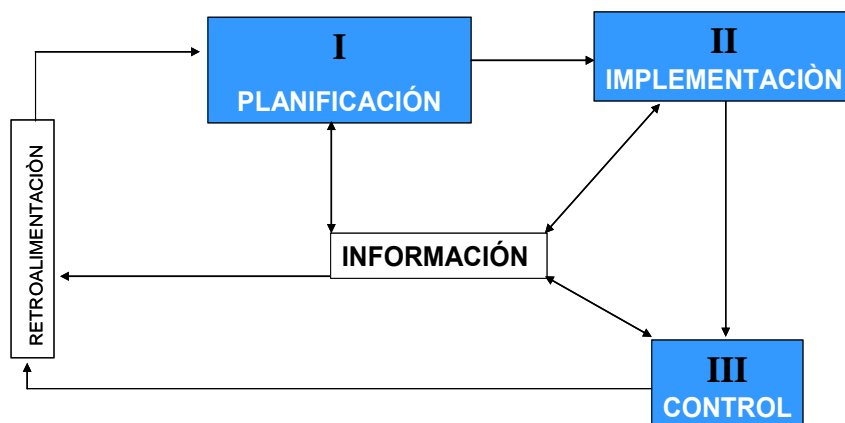 I
PLANIFICACIÓN
II
IMPLEMENTACIÒN
RETROALIMENTACIÒN
INFORMACIÓN
III
CONTROL